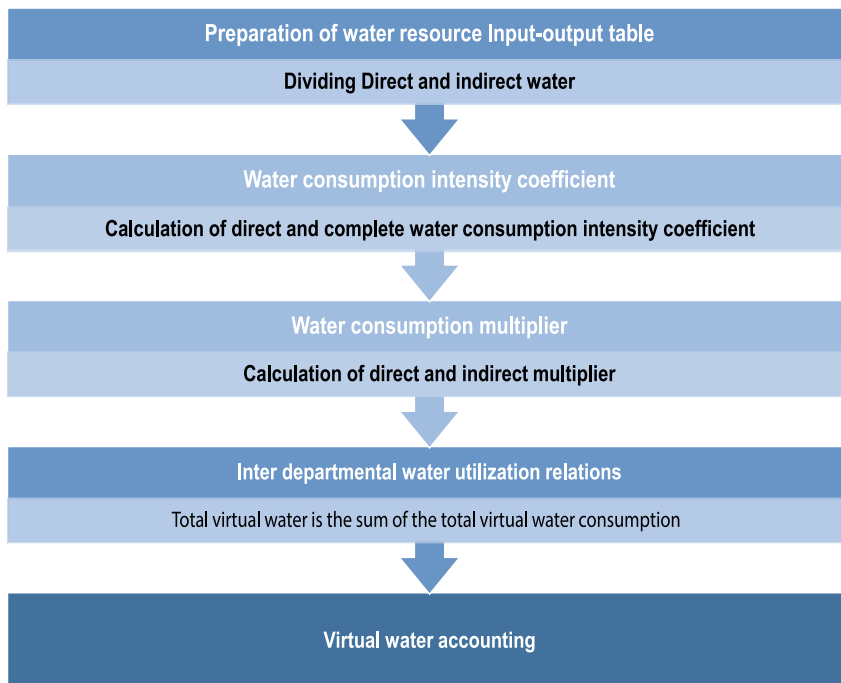 Preparation of water resource Input-output table
Dividing Direct and indirect water
Water consumption intensity coefficient
Calculation of direct and complete water consumption intensity coefficient
Water consumption multiplier
Calculation of direct and indirect multiplier
Inter departmental water utilization relations
Total virtual water is the sum of the total virtual water consumption
Virtual water accounting